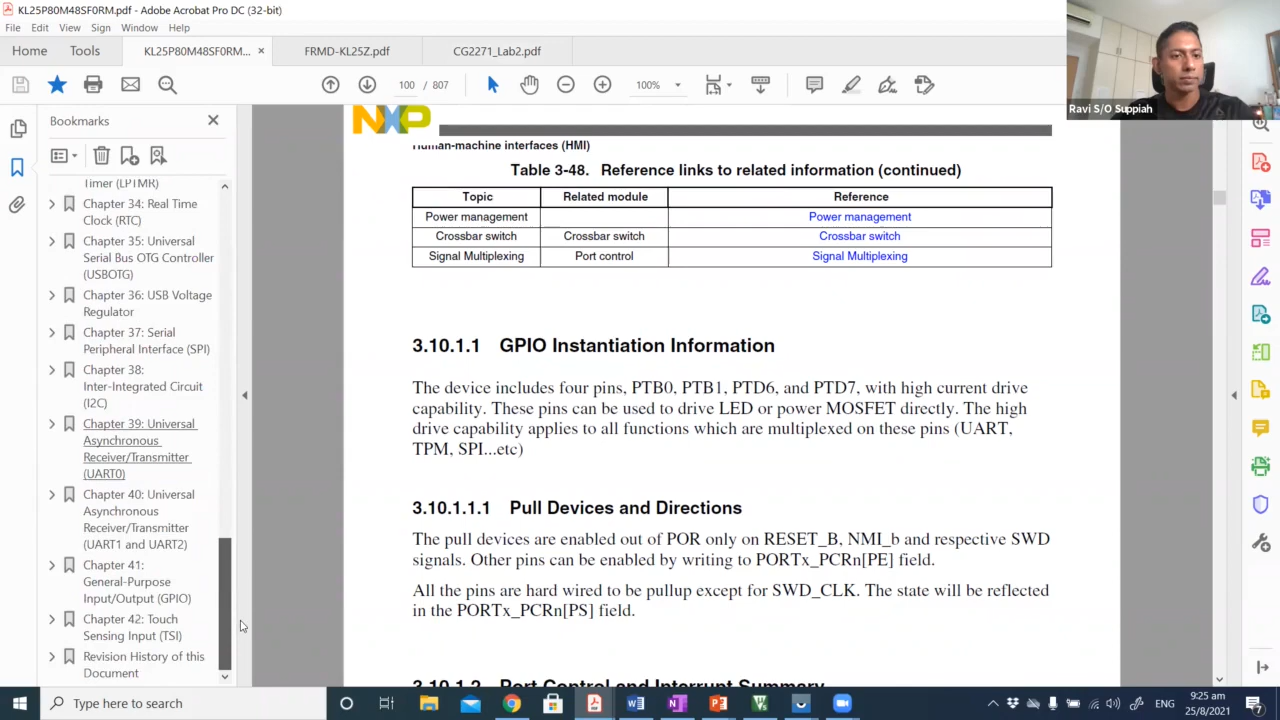 KL25P80M48SF0RM.pdf - Adobe Acrobat Pro DC (32-bit)
File Edit View Sign Window Help
Home Tools KL25P80M48SF0RM... × FRMD-KL25Z.pdf CG2271_Lab2.pdf
100 / 807 100%
Ravi S/O Suppiah
Bookmarks
Timer (LPTMR)
Chapter 34: Real Time
Clock (RTC)
Chapter 35: Universal
Serial Bus OTG Controller
(USBOTG)
Chapter 36: USB Voltage
Regulator
Chapter 37: Serial
Peripheral Interface (SPI)
Chapter 38:
Inter-Integrated Circuit
(I2C)
Chapter 39: Universal
Asynchronous
Receiver/Transmitter
(UART0)
Chapter 40: Universal
Asynchronous
Receiver/Transmitter
(UART1 and UART2)
Chapter 41:
General-Purpose
Input/Output (GPIO)
Chapter 42: Touch
Sensing Input (TSI)
Revision History of this
Document
NXP
Human-machine interfaces (HMI)
Table 3-48. Reference links to related information (continued)
Topic Related module Reference
Power management Power management
Crossbar switch Crossbar switch Crossbar switch
Signal Multiplexing Port control Signal Multiplexing
3.10.1.1 GPIO Instantiation Information
The device includes four pins, PTB0, PTB1, PTD6, and PTD7, with high current drive
capability. These pins can be used to drive LED or power MOSFET directly. The high
drive capability applies to all functions which are multiplexed on these pins (UART,
TPM, SPI...etc)
3.10.1.1.1 Pull Devices and Directions
The pull devices are enabled out of POR only on RESET_B, NMI_b and respective SWD
signals. Other pins can be enabled by writing to PORTx_PCRn[PE] field.
All the pins are hard wired to be pullup except for SWD_CLK. The state will be reflected
in the PORTx_PCRn[PS] field.
3.10.1.2 Port Control and Interrupt Summary
Type here to search
ENG
9:25 am
25/8/2021
7